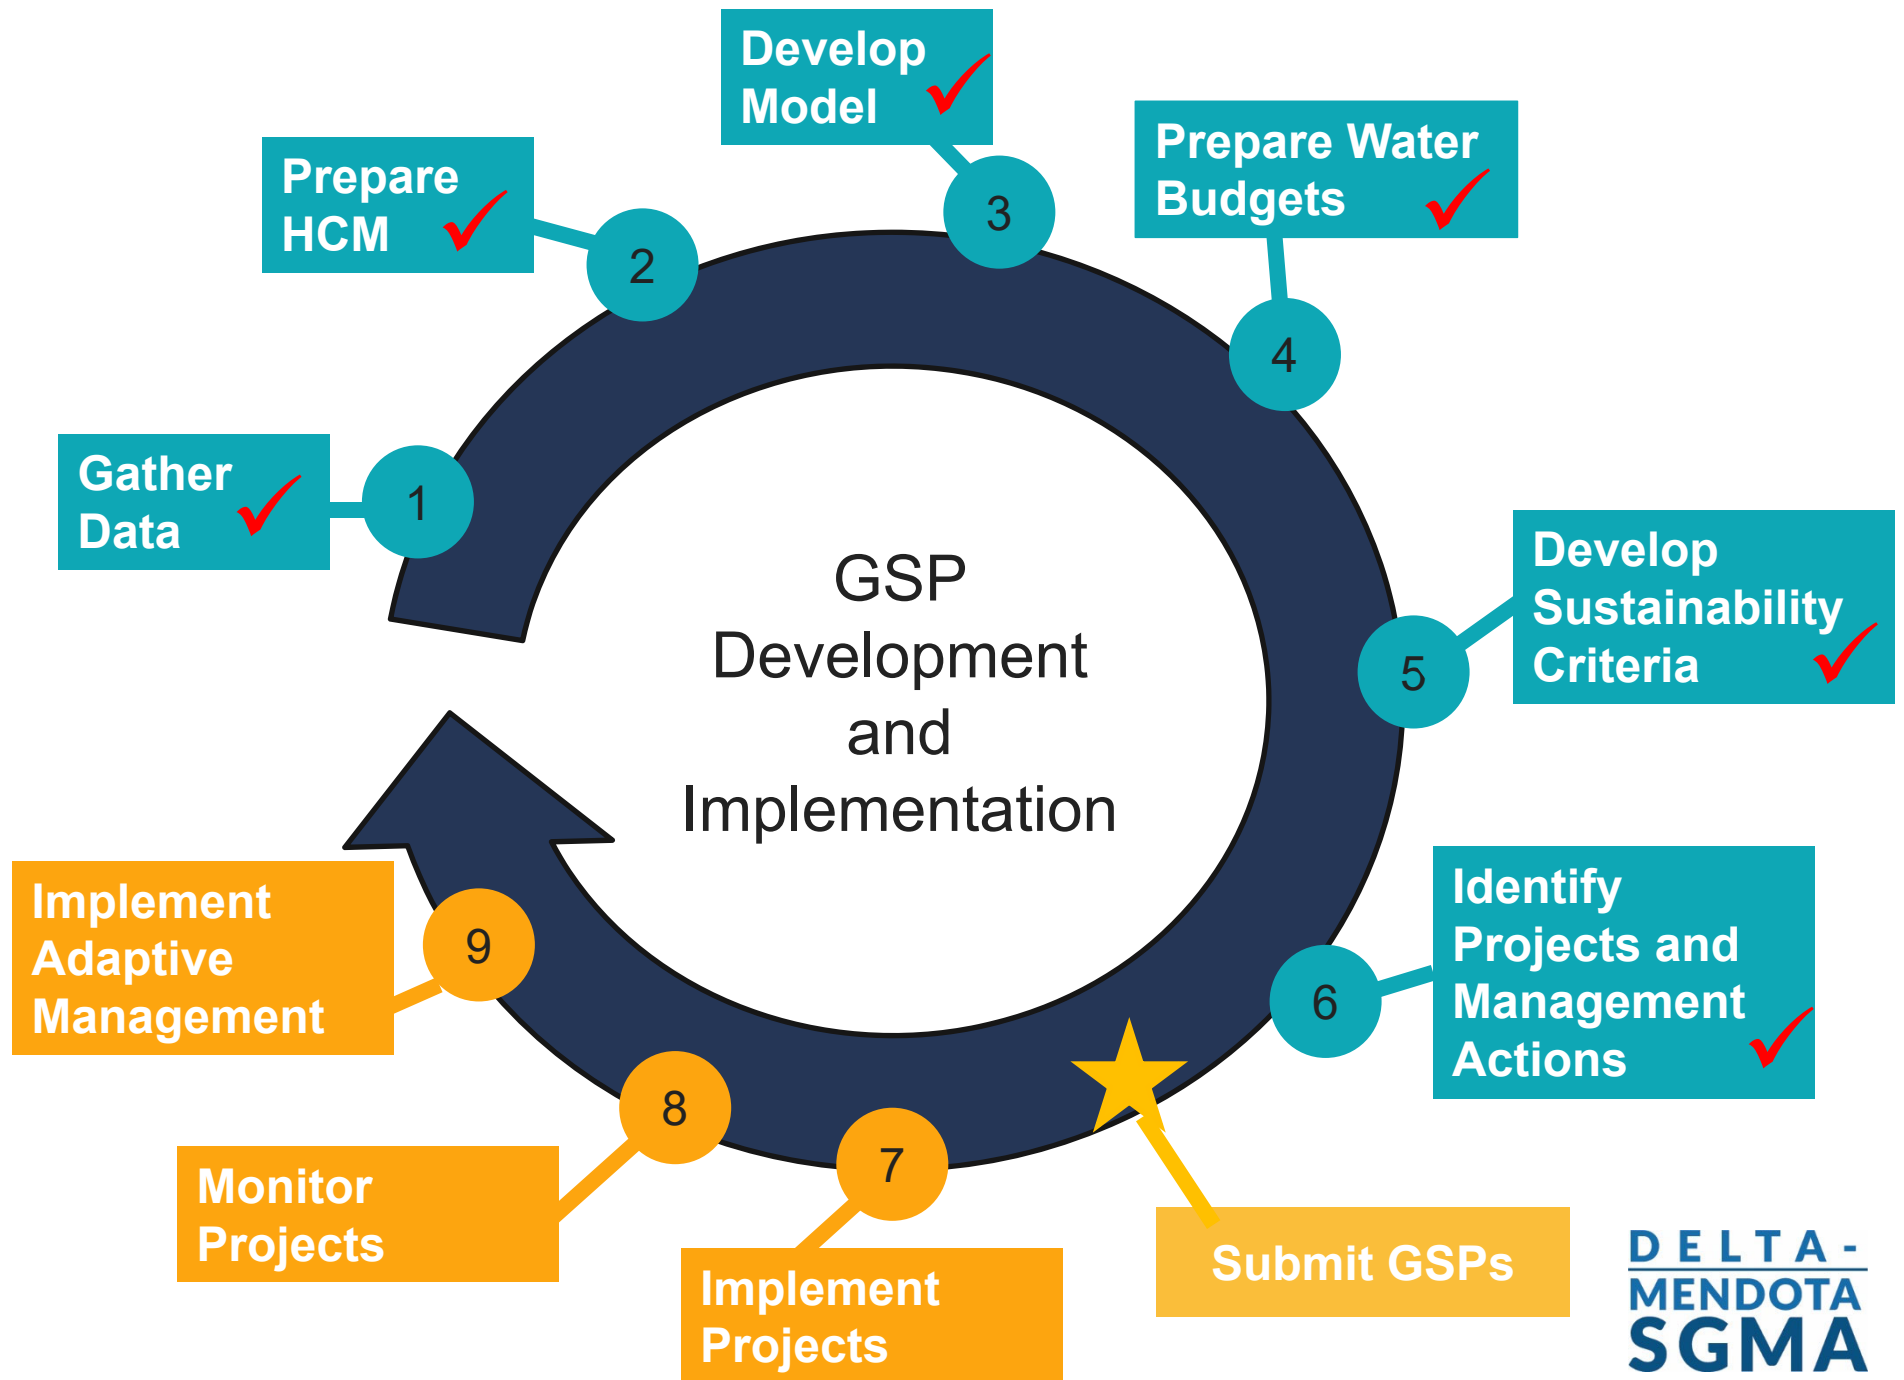 Develop
Model
3
Prepare Water
Budgets
4
Prepare
HCM
2
Gather
Data
1
GSP
Development
and
Implementation
Develop
Sustainability
Criteria
5
Identify
Projects and
Management
Actions
6
Submit GSPs
Implement
Projects
7
Monitor
Projects
8
Implement
Adaptive
Management
9
DELTA-
MENDOTA
SGMA